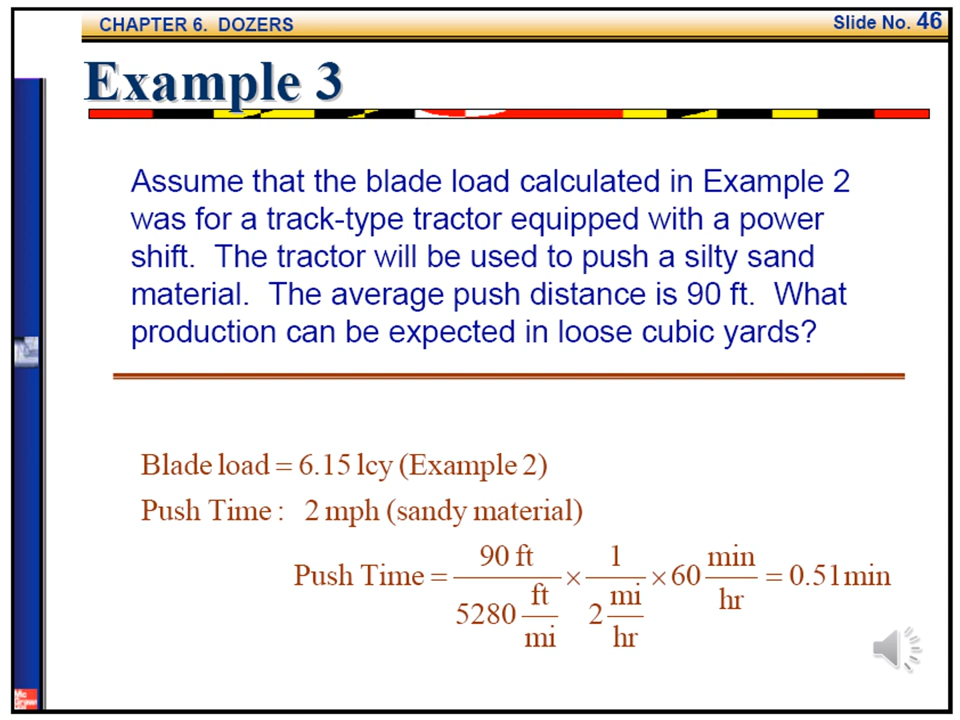 CHAPTER 6. DOZERS
Slide No. 46
Example 3
Assume that the blade load calculated in Example 2
was for a track-type tractor equipped with a power
shift. The tractor will be used to push a silty sand
material. The average push distance is 90 ft. What
production can be expected in loose cubic yards?
Blade load = 6.15 lcy (Example 2)
Push Time : 2 mph (sandy material)
Push Time = 90 ft / 5280 ft/mi × 1 / 2 mi/hr × 60 min/hr = 0.51 min